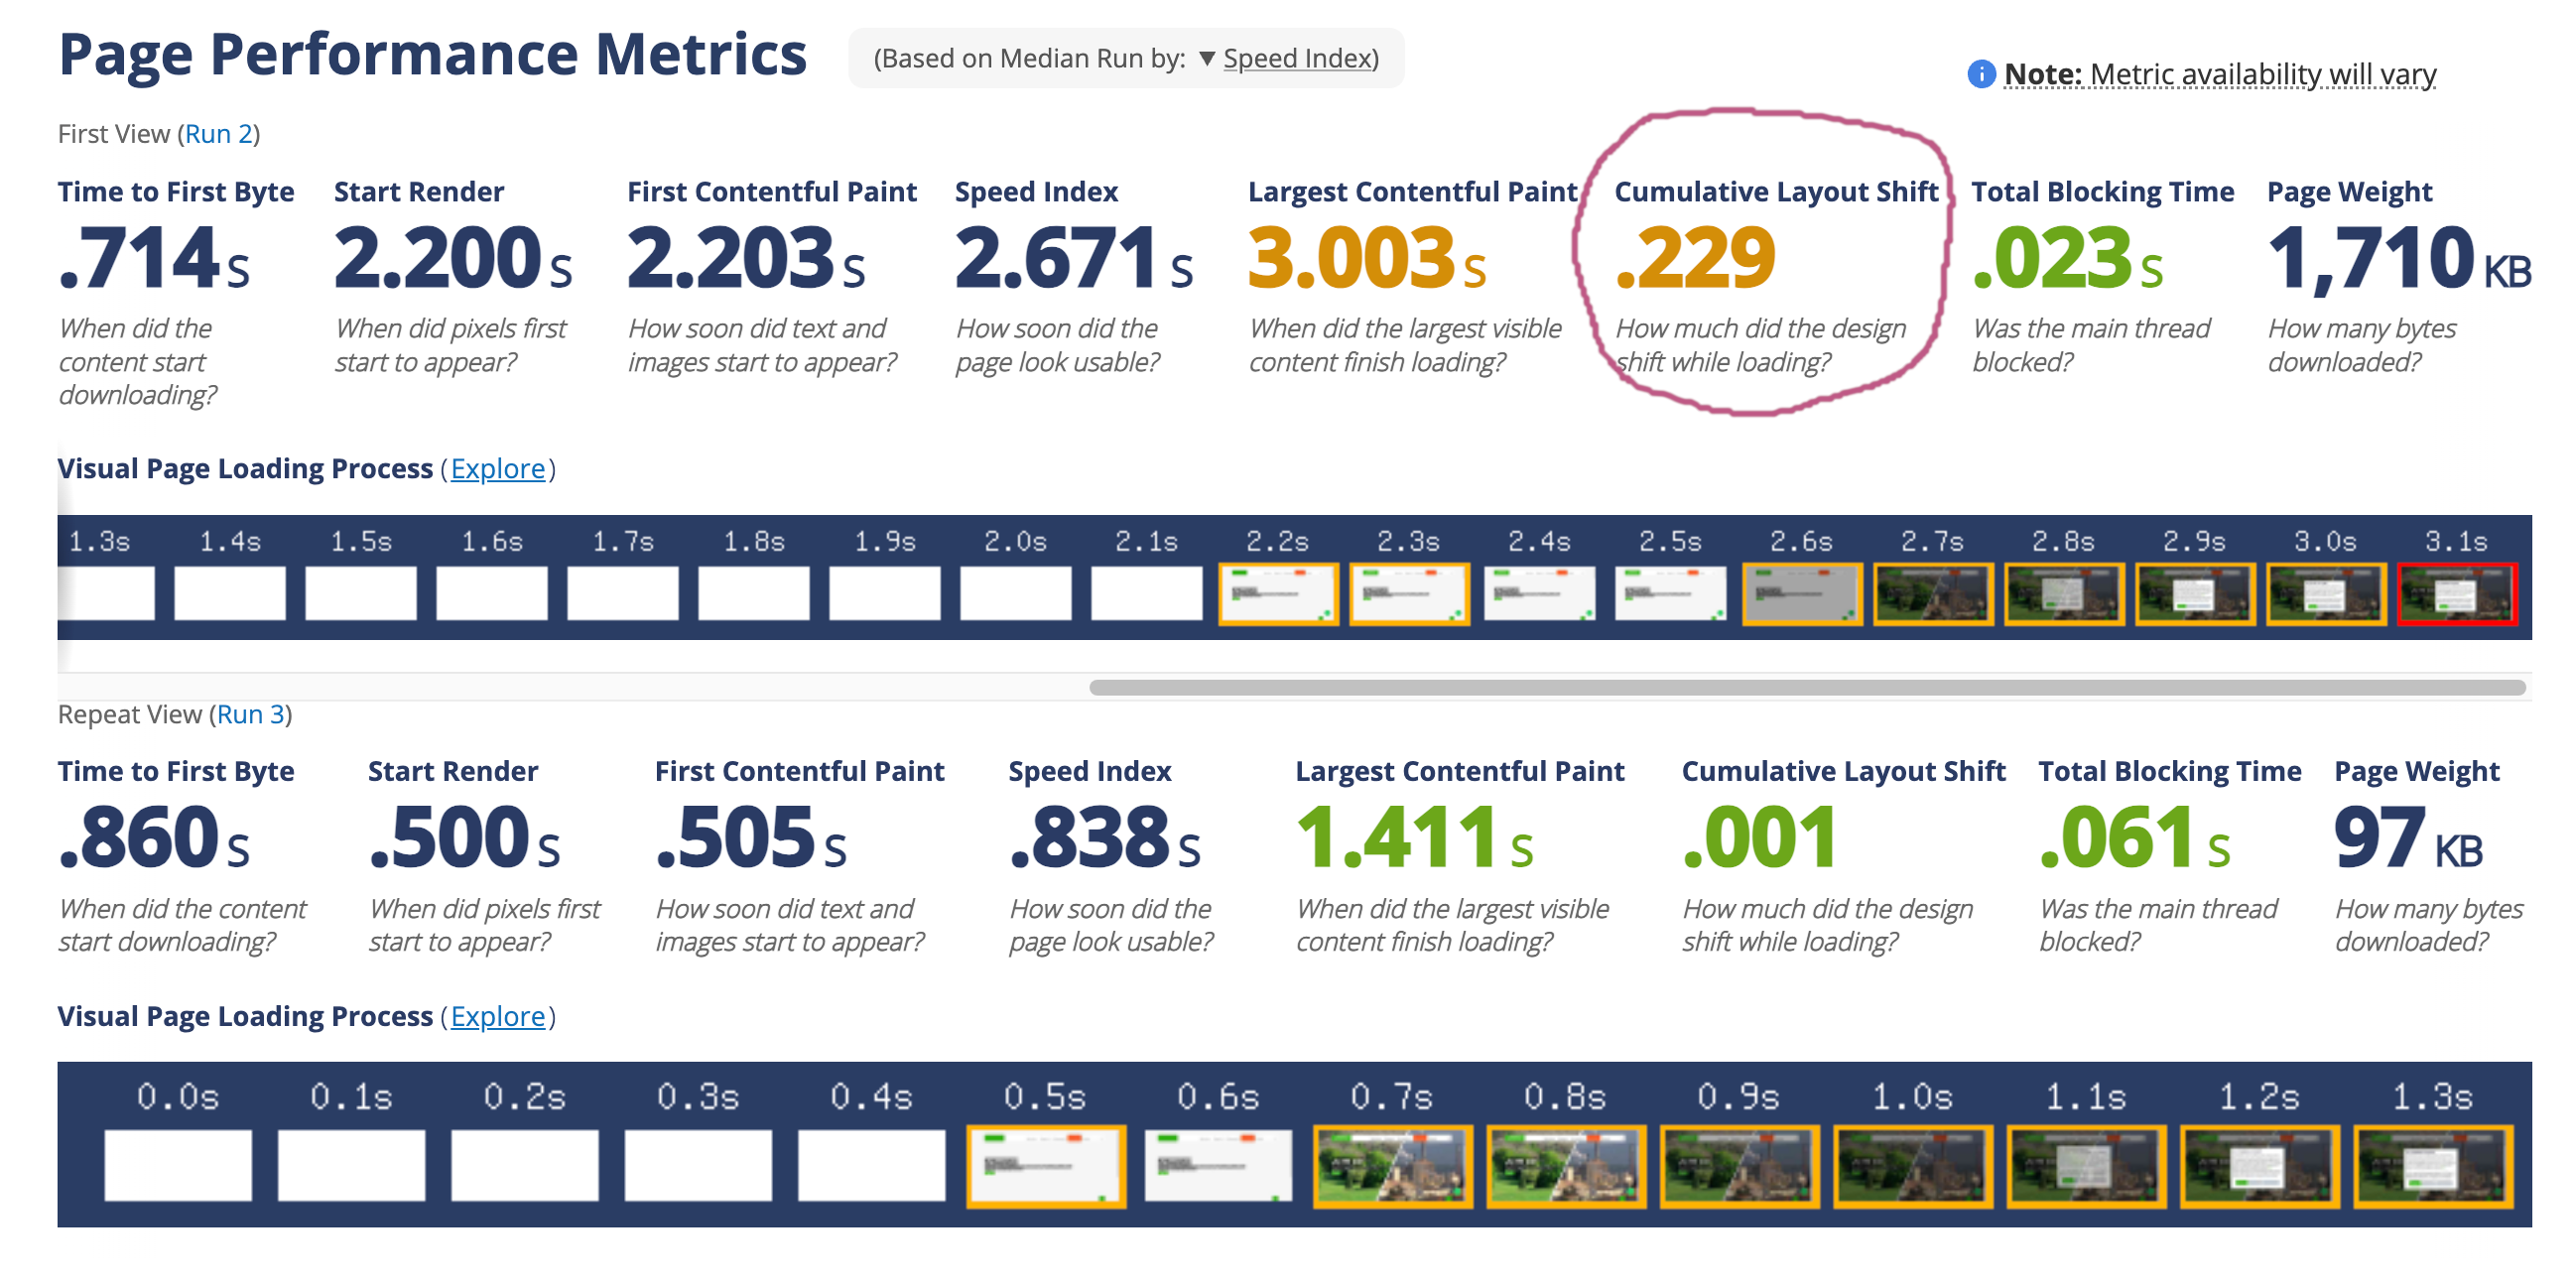 Page Performance Metrics (Based on Median Run by: ▼ Speed Index)
Note: Metric availability will vary
First View (Run 2)
Time to First Byte
.714 s
When did the
content start
downloading?
Start Render
2.200 s
When did pixels first
start to appear?
First Contentful Paint
2.203 s
How soon did text and
images start to appear?
Speed Index
2.671 s
How soon did the
page look usable?
Largest Contentful Paint
3.003 s
When did the largest visible
content finish loading?
Cumulative Layout Shift
.229
How much did the design
shift while loading?
Total Blocking Time
.023 s
Was the main thread
blocked?
Page Weight
1,710 KB
How many bytes
downloaded?
Visual Page Loading Process (Explore)
1.3s 1.4s 1.5s 1.6s 1.7s 1.8s 1.9s 2.0s 2.1s 2.2s 2.3s 2.4s 2.5s 2.6s 2.7s 2.8s 2.9s 3.0s 3.1s
Repeat View (Run 3)
Time to First Byte
.860 s
When did the content
start downloading?
Start Render
.500 s
When did pixels first
start to appear?
First Contentful Paint
.505 s
How soon did text and
images start to appear?
Speed Index
.838 s
How soon did the
page look usable?
Largest Contentful Paint
1.411 s
When did the largest visible
content finish loading?
Cumulative Layout Shift
.001
How much did the design
shift while loading?
Total Blocking Time
.061 s
Was the main thread
blocked?
Page Weight
97 KB
How many bytes
downloaded?
Visual Page Loading Process (Explore)
0.0s 0.1s 0.2s 0.3s 0.4s 0.5s 0.6s 0.7s 0.8s 0.9s 1.0s 1.1s 1.2s 1.3s